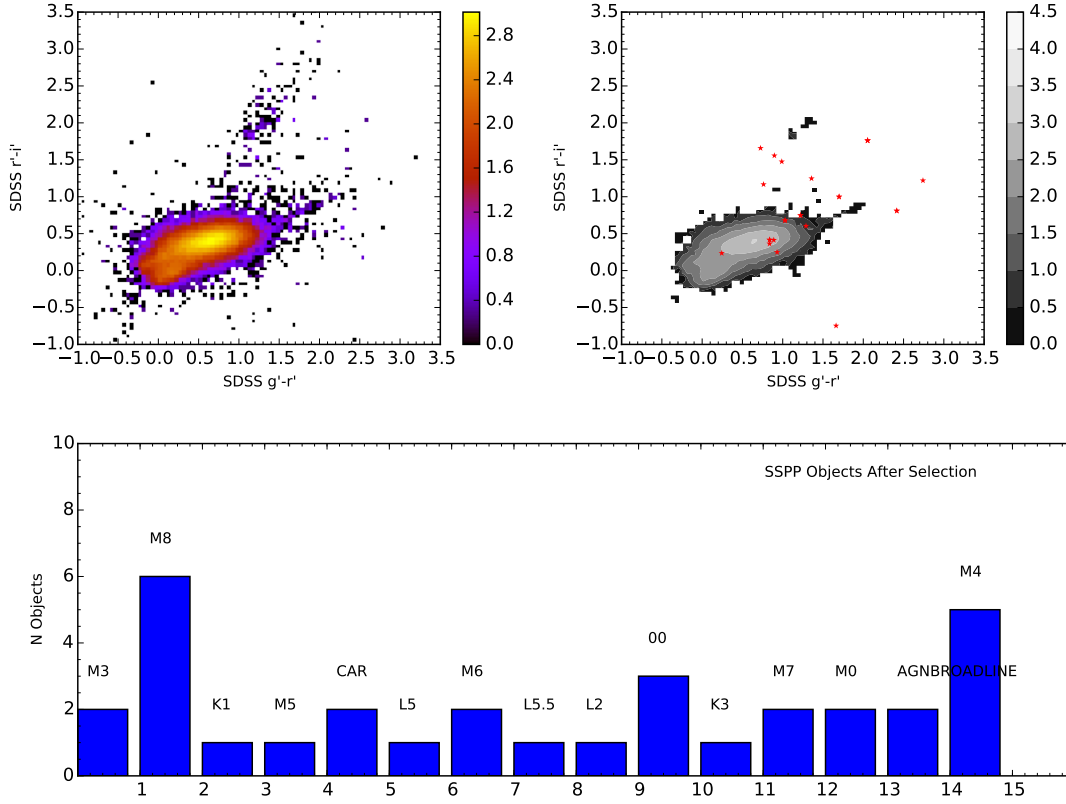 3.5
3.0
2.5
2.0
1.5
1.0
0.5
0.0
−0.5
−1.0
SDSS r'-i'
−1.0 −0.5 0.0 0.5 1.0 1.5 2.0 2.5 3.0 3.5
SDSS g'-r'
2.8
2.4
2.0
1.6
1.2
0.8
0.4
0.0
3.5
3.0
2.5
2.0
1.5
1.0
0.5
0.0
−0.5
−1.0
SDSS r'-i'
−1.0 −0.5 0.0 0.5 1.0 1.5 2.0 2.5 3.0 3.5
SDSS g'-r'
4.5
4.0
3.5
3.0
2.5
2.0
1.5
1.0
0.5
0.0
10
8
6
4
2
0
N Objects
SSPP Objects After Selection
M3
M8
K1
M5
CAR
L5
M6
L5.5
L2
00
K3
M7
M0
AGNBROADLINE
M4
1 2 3 4 5 6 7 8 9 10 11 12 13 14 15